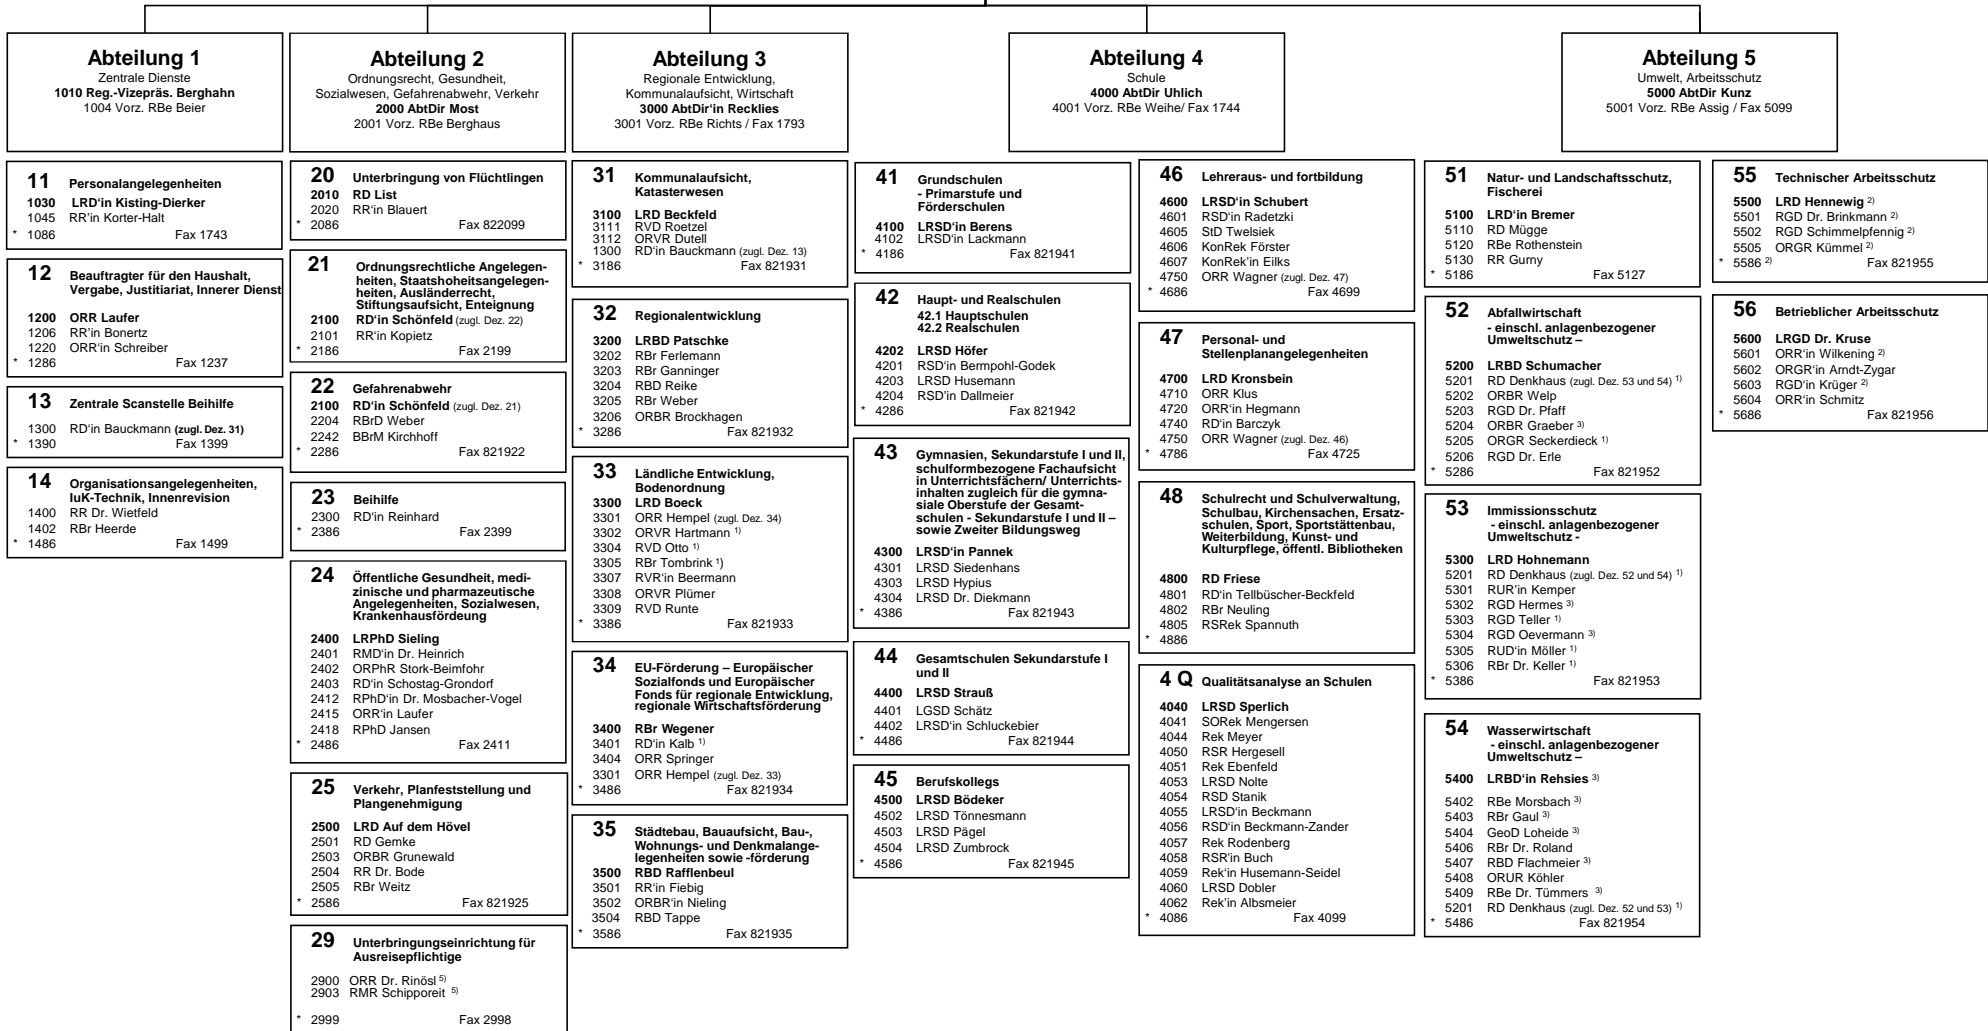 Abteilung 1
Zentrale Dienste
1010 Reg.-Vizepräs. Berghahn
1004 Vorz. RBe Beier
Abteilung 2
Ordnungsrecht, Gesundheit,
Sozialwesen, Gefahrenabwehr, Verkehr
2000 AbtDir Most
2001 Vorz. RBe Berghaus
Abteilung 3
Regionale Entwicklung,
Kommunalaufsicht, Wirtschaft
3000 AbtDir‘in Recklies
3001 Vorz. RBe Richts / Fax 1793
Abteilung 4
Schule
4000 AbtDir Uhlich
4001 Vorz. RBe Weihe/ Fax 1744
Abteilung 5
Umwelt, Arbeitsschutz
5000 AbtDir Kunz
5001 Vorz. RBe Assig / Fax 5099
11 Personalangelegenheiten
1030 LRD‘in Kisting-Dierker
1045 RR‘in Korter-Halt
* 1086 Fax 1743
12 Beauftragter für den Haushalt,
Vergabe, Justitiariat, Innerer Dienst
1200 ORR Laufer
1206 RR’in Bonertz
1220 ORR‘in Schreiber
* 1286 Fax 1237
13 Zentrale Scanstelle Beihilfe
1300 RD‘in Bauckmann (zugl. Dez. 31)
* 1390 Fax 1399
14 Organisationsangelegenheiten,
IuK-Technik, Innenrevision
1400 RR Dr. Wietfeld
1402 RBr Heerde
* 1486 Fax 1499
20 Unterbringung von Flüchtlingen
2010 RD List
2020 RR‘in Blauert
* 2086 Fax 822099
21 Ordnungsrechtliche Angelegen-
heiten, Staatshoheitsangelegen-
heiten, Ausländerrecht,
Stiftungsaufsicht, Enteignung
2100 RD‘in Schönfeld (zugl. Dez. 22)
2101 RR‘in Kopietz
* 2186 Fax 2199
22 Gefahrenabwehr
2100 RD‘in Schönfeld (zugl. Dez. 21)
2204 RBrD Weber
2242 BBrM Kirchhoff
* 2286 Fax 821922
23 Beihilfe
2300 RD‘in Reinhard
* 2386 Fax 2399
24 Öffentliche Gesundheit, medi-
zinische und pharmazeutische
Angelegenheiten, Sozialwesen,
Krankenhausfördeung
2400 LRPhD Sieling
2401 RMD‘in Dr. Heinrich
2402 ORPhR Stork-Beimfohr
2403 RD‘in Schostag-Grondorf
2412 RPhD‘in Dr. Mosbacher-Vogel
2415 ORR‘in Laufer
2418 RPhD Jansen
* 2486 Fax 2411
25 Verkehr, Planfeststellung und
Plangenehmigung
2500 LRD Auf dem Hövel
2501 RD Gemke
2503 ORBR Grunewald
2504 RR Dr. Bode
2505 RBr Weitz
* 2586 Fax 821925
29 Unterbringungseinrichtung für
Ausreisepflichtige
2900 ORR Dr. Rinösl 5)
2903 RMR Schipporeit 5)
* 2999 Fax 2998
31 Kommunalaufsicht,
Katasterwesen
3100 LRD Beckfeld
3111 RVD Roetzel
3112 ORVR Dutell
1300 RD‘in Bauckmann (zugl. Dez. 13)
* 3186 Fax 821931
32 Regionalentwicklung
3200 LRBD Patschke
3202 RBr Ferlemann
3203 RBr Ganninger
3204 RBD Reike
3205 RBr Weber
3206 ORBR Brockhagen
* 3286 Fax 821932
33 Ländliche Entwicklung,
Bodenordnung
3300 LRD Boeck
3301 ORR Hempel (zugl. Dez. 34)
3302 ORVR Hartmann 1)
3304 RVD Otto 1)
3305 RBr Tombrink 1)
3307 RVR‘in Beermann
3308 ORVR Plümer
3309 RVD Runte
* 3386 Fax 821933
34 EU-Förderung – Europäischer
Sozialfonds und Europäischer
Fonds für regionale Entwicklung,
regionale Wirtschaftsförderung
3400 RBr Wegener
3401 RD‘in Kalb 1)
3404 ORR Springer
3301 ORR Hempel (zugl. Dez. 33)
* 3486 Fax 821934
35 Städtebau, Bauaufsicht, Bau-,
Wohnungs- und Denkmalange-
legenheiten sowie -förderung
3500 RBD Rafflenbeul
3501 RR‘in Fiebig
3502 ORBR‘in Nieling
3504 RBD Tappe
* 3586 Fax 821935
41 Grundschulen
- Primarstufe und
Förderschulen
4100 LRSD‘in Berens
4102 LRSD‘in Lackmann
* 4186 Fax 821941
42 Haupt- und Realschulen
42.1 Hauptschulen
42.2 Realschulen
4202 LRSD Höfer
4201 RSD‘in Bermpohl-Godek
4203 LRSD Husemann
4204 RSD‘in Dallmeier
* 4286 Fax 821942
43 Gymnasien, Sekundarstufe I und II,
schulformbezogene Fachaufsicht
in Unterrichtsfächern/ Unterrichts-
inhalten zugleich für die gymna-
siale Oberstufe der Gesamt-
schulen - Sekundarstufe I und II –
sowie Zweiter Bildungsweg
4300 LRSD‘in Pannek
4301 LRSD Siedenhans
4303 LRSD Hypius
4304 LRSD Dr. Diekmann
* 4386 Fax 821943
44 Gesamtschulen Sekundarstufe I
und II
4400 LRSD Strauß
4401 LGSD Schätz
4402 LRSD‘in Schluckebier
* 4486 Fax 821944
45 Berufskollegs
4500 LRSD Bödeker
4502 LRSD Tönnesmann
4503 LRSD Pägel
4504 LRSD Zumbrock
* 4586 Fax 821945
46 Lehreraus- und fortbildung
4600 LRSD‘in Schubert
4601 RSD‘in Radetzki
4605 StD Twelsiek
4606 KonRek Förster
4607 KonRek‘in Eilks
4750 ORR Wagner (zugl. Dez. 47)
* 4686 Fax 4699
47 Personal- und
Stellenplanangelegenheiten
4700 LRD Kronsbein
4710 ORR Klus
4720 ORR‘in Hegmann
4740 RD‘in Barczyk
4750 ORR Wagner (zugl. Dez. 46)
* 4786 Fax 4725
48 Schulrecht und Schulverwaltung,
Schulbau, Kirchensachen, Ersatz-
schulen, Sport, Sportstättenbau,
Weiterbildung, Kunst- und
Kulturpflege, öffentl. Bibliotheken
4800 RD Friese
4801 RD‘in Tellbüscher-Beckfeld
4802 RBr Neuling
4805 RSRek Spannuth
* 4886
4 Q Qualitätsanalyse an Schulen
4040 LRSD Sperlich
4041 SORek Mengersen
4044 Rek Meyer
4050 RSR Hergesell
4051 Rek Ebenfeld
4053 LRSD Nolte
4054 RSD Stanik
4055 LRSD‘in Beckmann
4056 RSD‘in Beckmann-Zander
4057 Rek Rodenberg
4058 RSR‘in Buch
4059 Rek‘in Husemann-Seidel
4060 LRSD Dobler
4062 Rek‘in Albsmeier
* 4086 Fax 4099
51 Natur- und Landschaftsschutz,
Fischerei
5100 LRD‘in Bremer
5110 RD Mügge
5120 RBe Rothenstein
5130 RR Gurny
* 5186 Fax 5127
52 Abfallwirtschaft
- einschl. anlagenbezogener
Umweltschutz –
5200 LRBD Schumacher
5201 RD Denkhaus (zugl. Dez. 53 und 54) 1)
5202 ORBR Welp
5203 RGD Dr. Pfaff
5204 ORBR Graeber 3)
5205 ORGR Seckerdieck 1)
5206 RGD Dr. Erle
* 5286 Fax 821952
53 Immissionsschutz
- einschl. anlagenbezogener
Umweltschutz -
5300 LRD Hohnemann
5201 RD Denkhaus (zugl. Dez. 52 und 54) 1)
5301 RUR‘in Kemper
5302 RGD Hermes 3)
5303 RGD Teller 1)
5304 RGD Oevermann 3)
5305 RUD‘in Möller 1)
5306 RBr Dr. Keller 1)
* 5386 Fax 821953
54 Wasserwirtschaft
- einschl. anlagenbezogener
Umweltschutz –
5400 LRBD‘in Rehsies 3)
5402 RBe Morsbach 3)
5403 RBr Gaul 3)
5404 GeoD Loheide 3)
5406 RBr Dr. Roland
5407 RBD Flachmeier 3)
5408 ORUR Köhler
5409 RBe Dr. Tümmers 3)
5201 RD Denkhaus (zugl. Dez. 52 und 53) 1)
* 5486 Fax 821954
55 Technischer Arbeitsschutz
5500 LRD Hennewig 2)
5501 RGD Dr. Brinkmann 2)
5502 RGD Schimmelpfennig 2)
5505 ORGR Kümmel 2)
* 5586 2) Fax 821955
56 Betrieblicher Arbeitsschutz
5600 LRGD Dr. Kruse
5601 ORR‘in Wilkening 2)
5602 ORGR‘in Arndt-Zygar
5603 RGD‘in Krüger 2)
5604 ORR‘in Schmitz
* 5686 Fax 821956